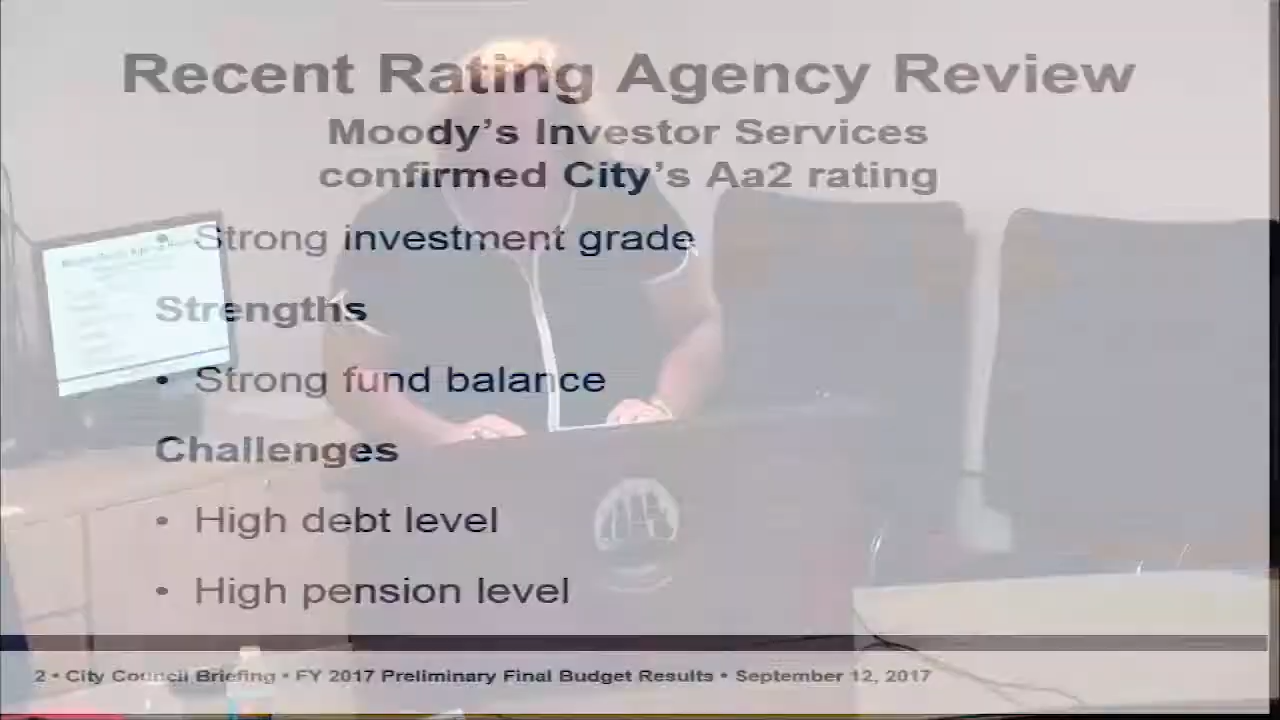 Recent Rating Agency Review
Moody's Investor Services
confirmed City's Aa2 rating
Strong investment grade
Strengths
• Strong fund balance
Challenges
• High debt level
• High pension level
2 • City Council Briefing • FY 2017 Preliminary Final Budget Results • September 12, 2017